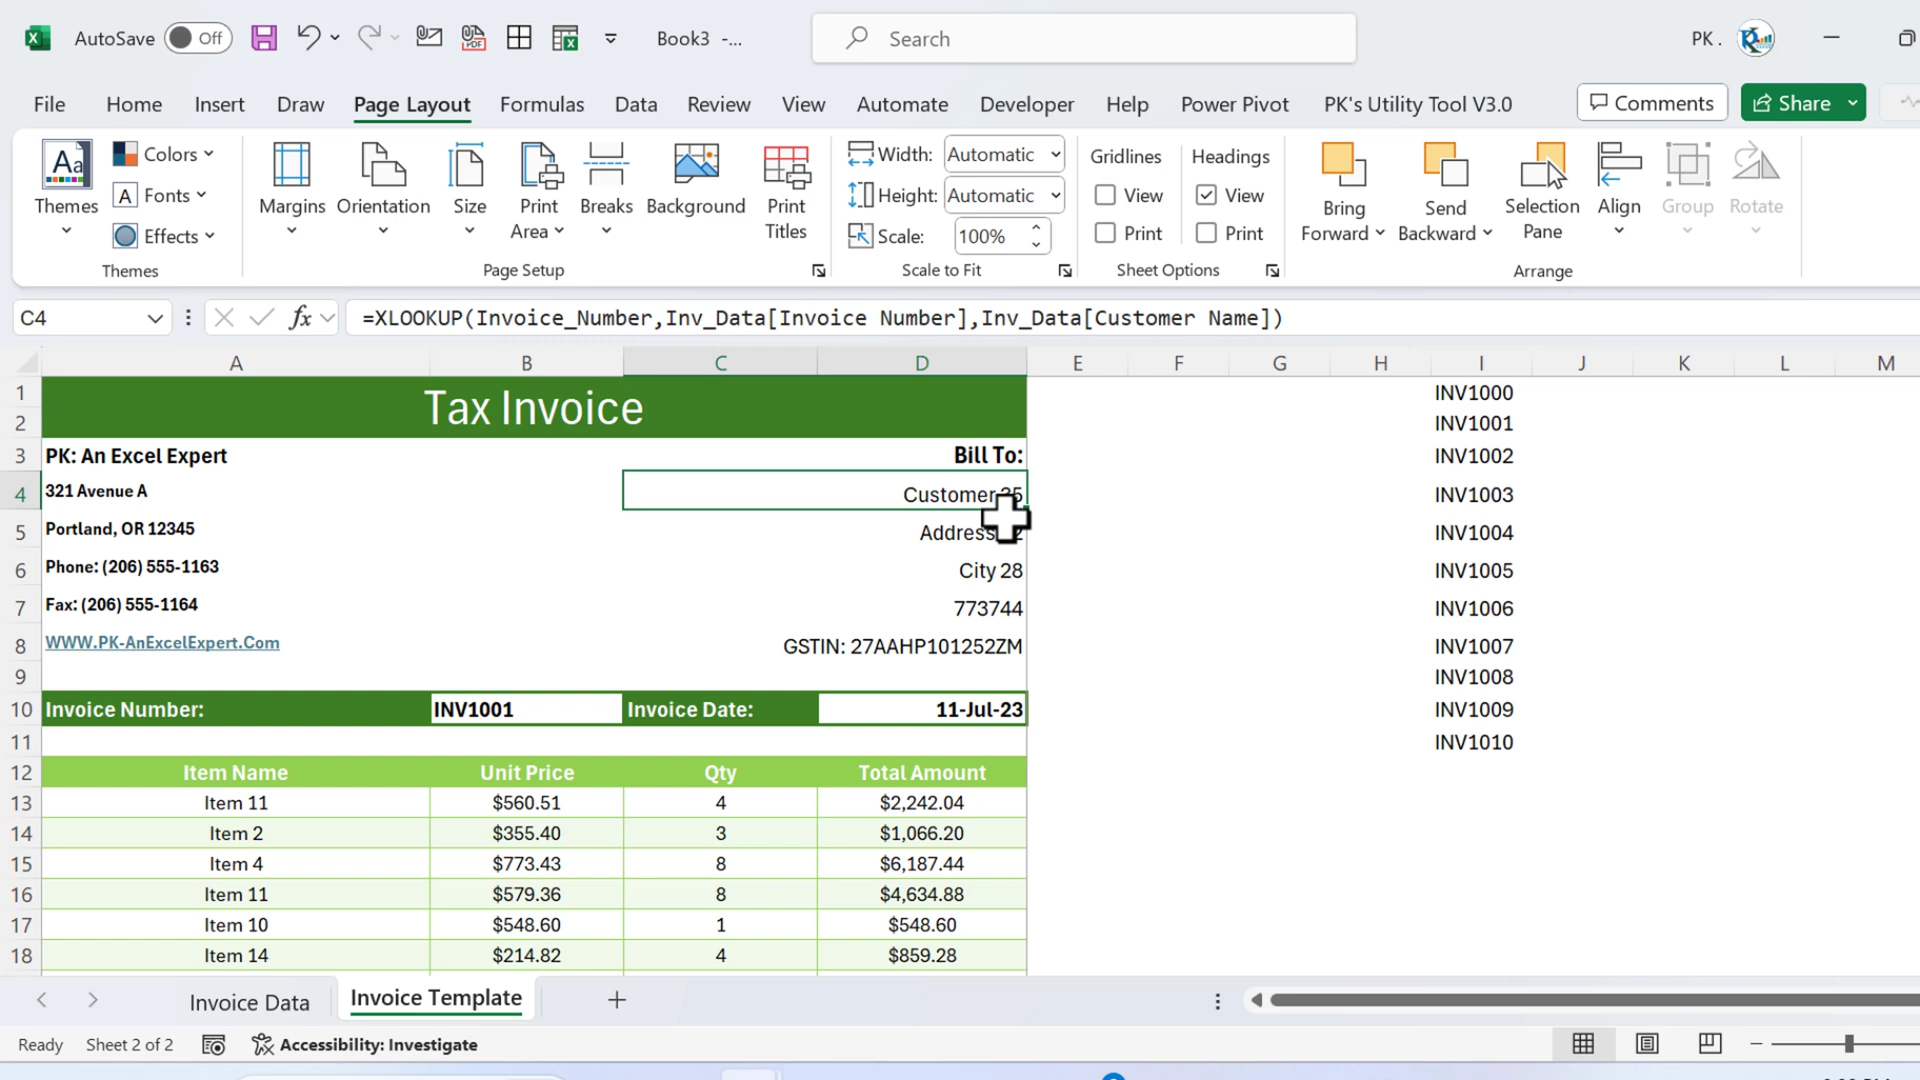 AutoSave Off Book3 -... Search PK .
File Home Insert Draw Page Layout Formulas Data Review View Automate Developer Help Power Pivot PK's Utility Tool V3.0 Comments Share
Themes Colors Fonts Effects
Themes
Margins Orientation Size Print Area Breaks Background Print Titles
Page Setup
Width: Automatic
Height: Automatic
Scale: 100%
Scale to Fit
Gridlines Headings
View View
Print Print
Sheet Options
Bring Forward Send Backward Selection Pane Align Group Rotate
Arrange
C4 fx =XLOOKUP(Invoice_Number,Inv_Data[Invoice Number],Inv_Data[Customer Name])
A B C D E F G H I J K L M
1 Tax Invoice INV1000
2 INV1001
3 PK: An Excel Expert Bill To: INV1002
4 321 Avenue A Customer 35 INV1003
5 Portland, OR 12345 Address INV1004
6 Phone: (206) 555-1163 City 28 INV1005
7 Fax: (206) 555-1164 773744 INV1006
8 WWW.PK-AnExcelExpert.Com GSTIN: 27AAHP101252ZM INV1007
9 INV1008
10 Invoice Number: INV1001 Invoice Date: 11-Jul-23 INV1009
11 INV1010
12 Item Name Unit Price Qty Total Amount
13 Item 11 $560.51 4 $2,242.04
14 Item 2 $355.40 3 $1,066.20
15 Item 4 $773.43 8 $6,187.44
16 Item 11 $579.36 8 $4,634.88
17 Item 10 $548.60 1 $548.60
18 Item 14 $214.82 4 $859.28
Invoice Data Invoice Template
Ready Sheet 2 of 2 Accessibility: Investigate